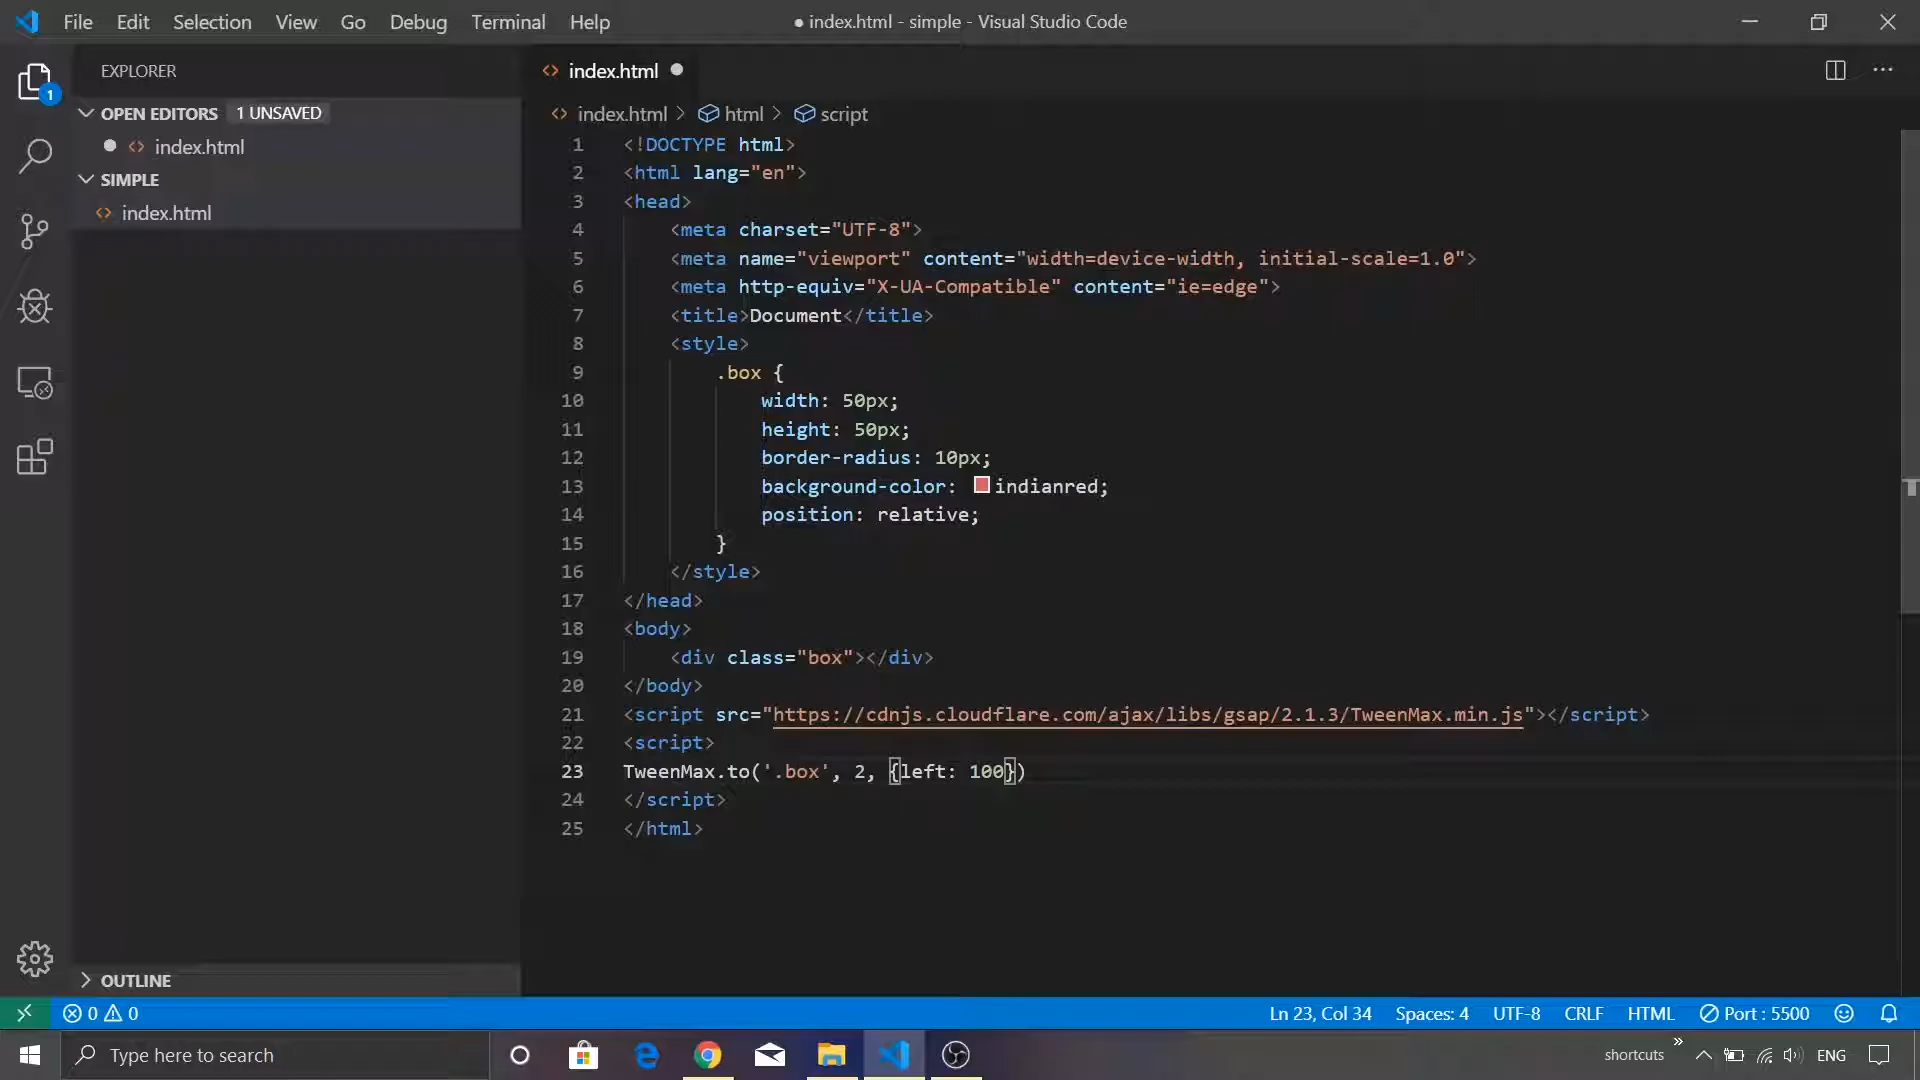 File Edit Selection View Go Debug Terminal Help
● index.html - simple - Visual Studio Code
EXPLORER
OPEN EDITORS 1 UNSAVED
index.html
SIMPLE
index.html
OUTLINE
1
index.html
index.html > html > script
1 <!DOCTYPE html>
2 <html lang="en">
3 <head>
4 <meta charset="UTF-8">
5 <meta name="viewport" content="width=device-width, initial-scale=1.0">
6 <meta http-equiv="X-UA-Compatible" content="ie=edge">
7 <title>Document</title>
8 <style>
9 .box {
10 width: 50px;
11 height: 50px;
12 border-radius: 10px;
13 background-color: indianred;
14 position: relative;
15 }
16 </style>
17 </head>
18 <body>
19 <div class="box"></div>
20 </body>
21 <script src="https://cdnjs.cloudflare.com/ajax/libs/gsap/2.1.3/TweenMax.min.js"></script>
22 <script>
23 TweenMax.to('.box', 2, {left: 100})
24 </script>
25 </html>
0 0
Ln 23, Col 34 Spaces: 4 UTF-8 CRLF HTML Port : 5500
Type here to search
shortcuts » ENG